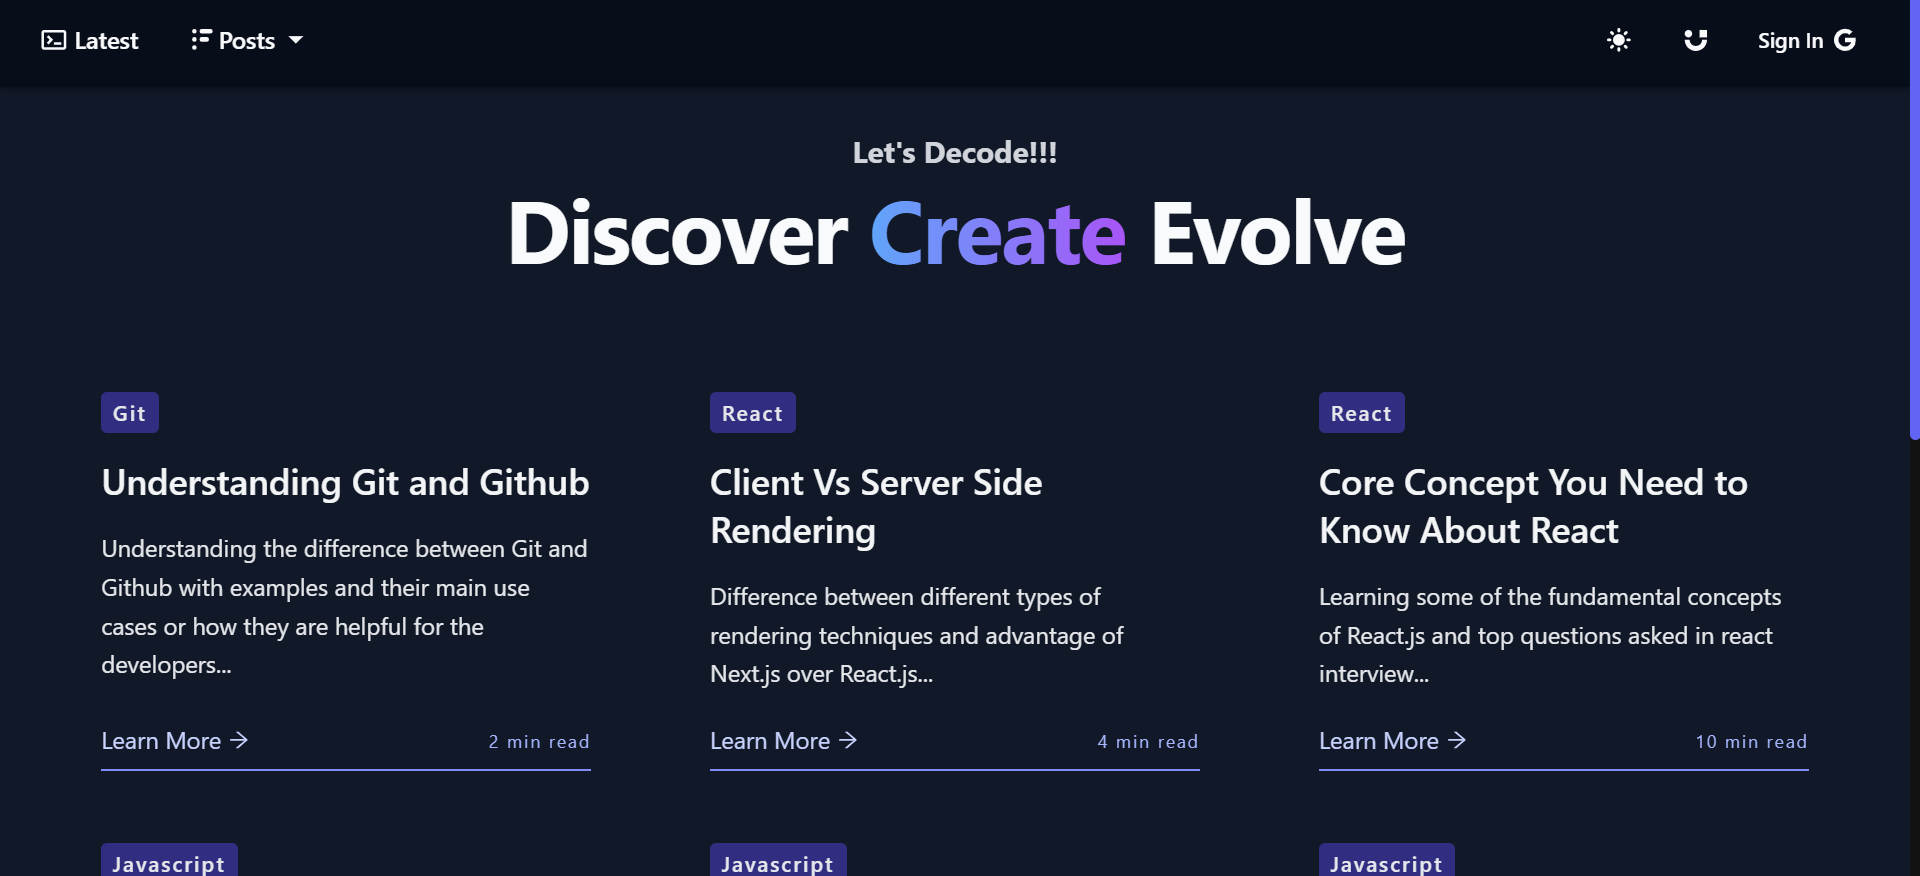 Latest
Posts
Sign In
Let's Decode!!!
Discover Create Evolve
Git
Understanding Git and Github
Understanding the difference between Git and
Github with examples and their main use
cases or how they are helpful for the
developers...
Learn More
2 min read
React
Client Vs Server Side
Rendering
Difference between different types of
rendering techniques and advantage of
Next.js over React.js...
Learn More
4 min read
React
Core Concept You Need to
Know About React
Learning some of the fundamental concepts
of React.js and top questions asked in react
interview...
Learn More
10 min read
Javascript
Javascript
Javascript